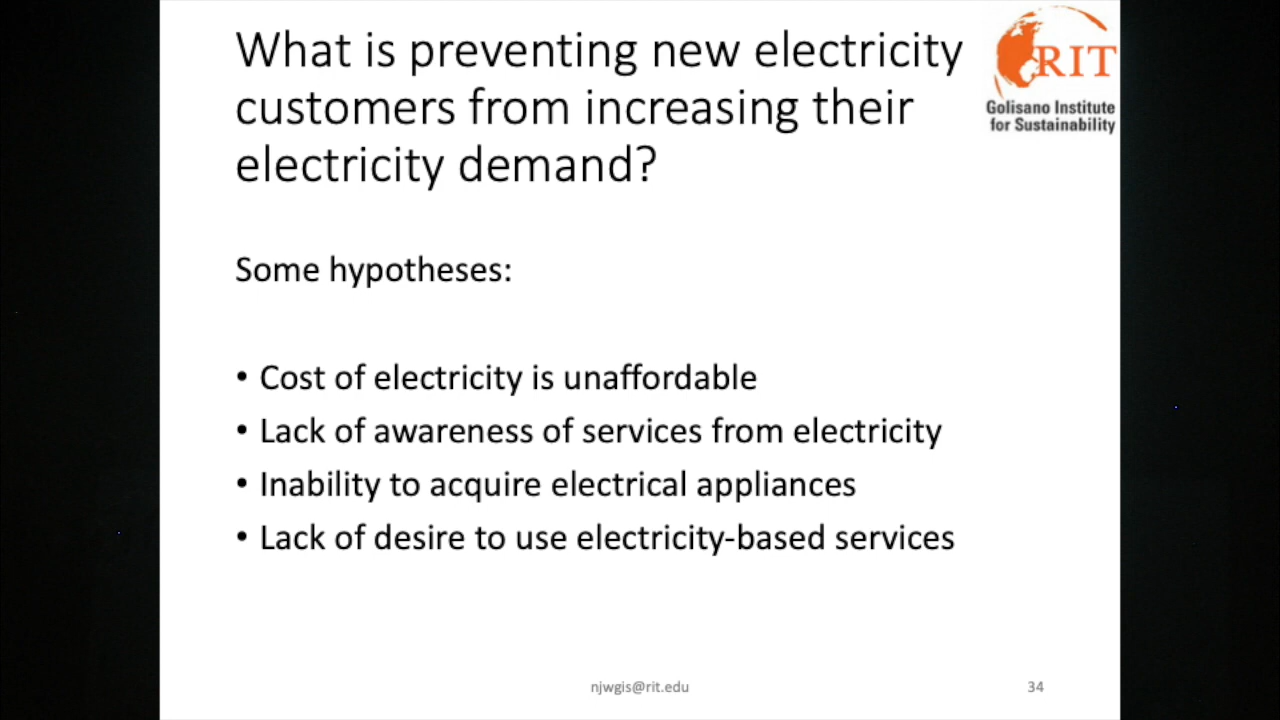 What is preventing new electricity
customers from increasing their
electricity demand?
RIT
Golisano Institute
for Sustainability
Some hypotheses:
• Cost of electricity is unaffordable
• Lack of awareness of services from electricity
• Inability to acquire electrical appliances
• Lack of desire to use electricity-based services
njwgis@rit.edu
34